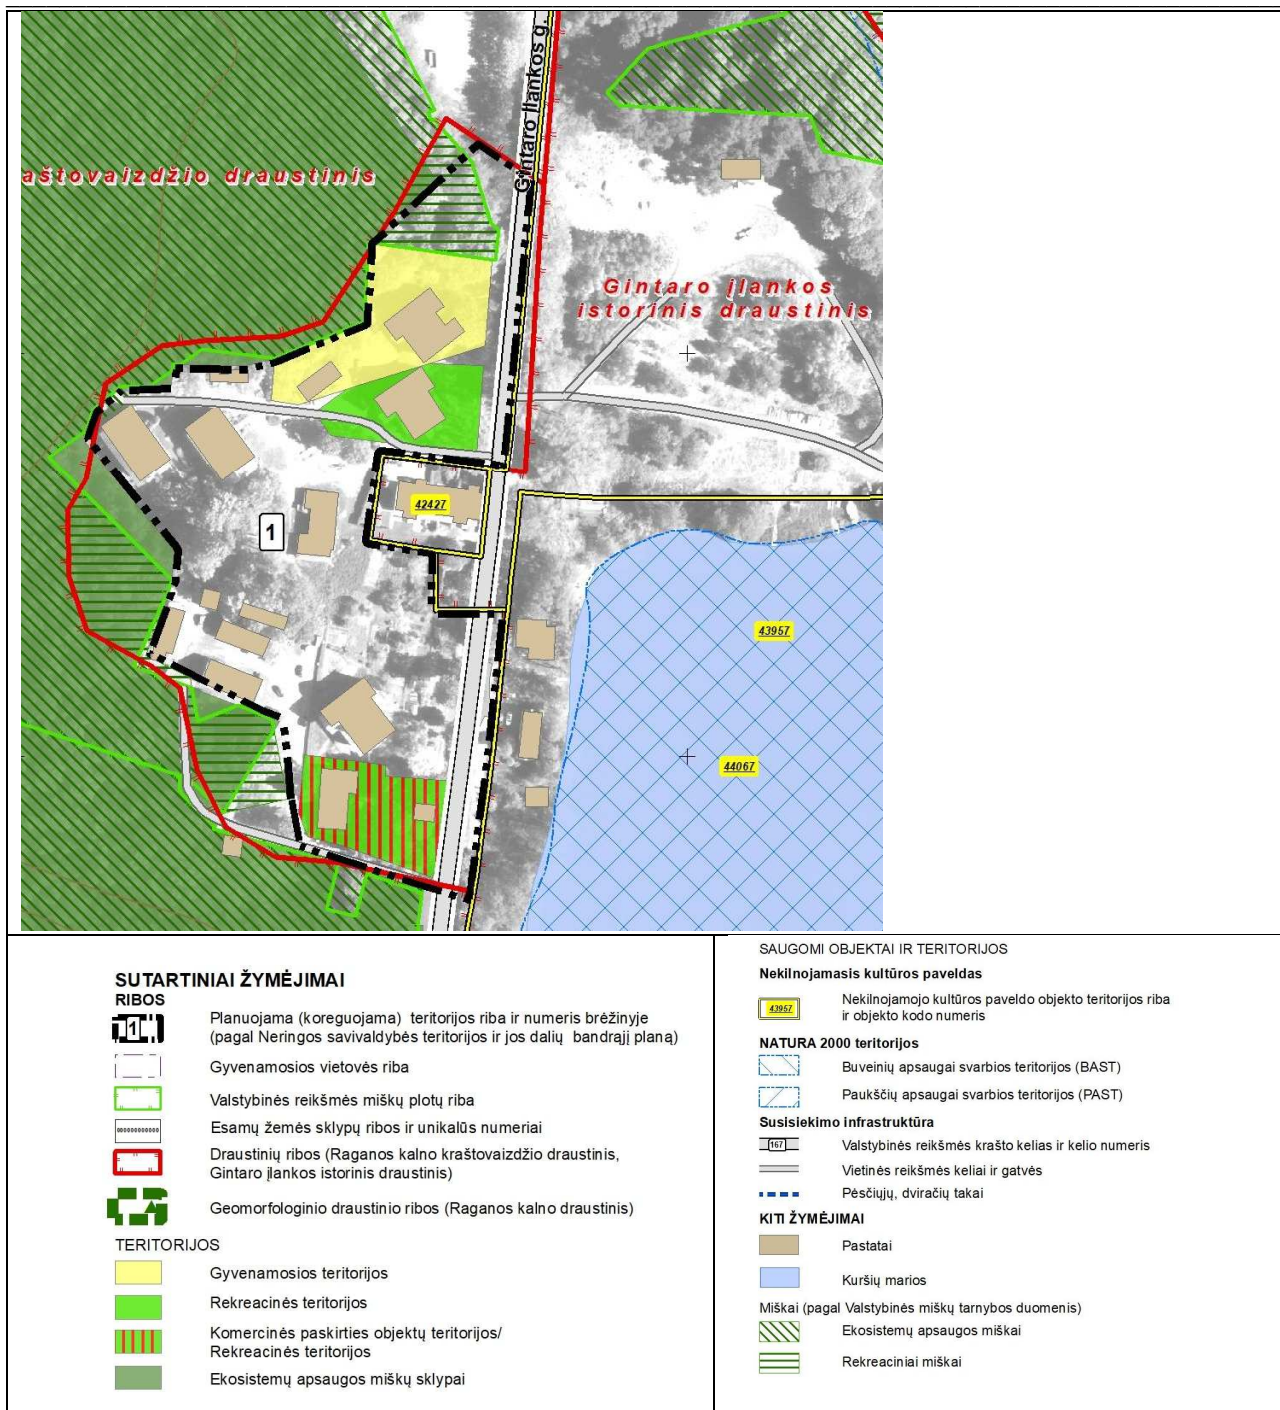 Gintaro įlankos g.
aštovaizdžio draustinis
Gintaro įlankos
istorinis draustinis
42427
1
43957
44067
SUTARTINIAI ŽYMĖJIMAI
RIBOS
1
Planuojama (koreguojama) teritorijos riba ir numeris brėžinyje
(pagal Neringos savivaldybės teritorijos ir jos dalių bandrąjį planą)
Gyvenamosios vietovės riba
Valstybinės reikšmės miškų plotų riba
Esamų žemės sklypų ribos ir unikalūs numeriai
Draustinių ribos (Raganos kalno kraštovaizdžio draustinis,
Gintaro įlankos istorinis draustinis)
Geomorfologinio draustinio ribos (Raganos kalno draustinis)
TERITORIJOS
Gyvenamosios teritorijos
Rekreacinės teritorijos
Komercinės paskirties objektų teritorijos/
Rekreacinės teritorijos
Ekosistemų apsaugos miškų sklypai
SAUGOMI OBJEKTAI IR TERITORIJOS
Nekilnojamasis kultūros paveldas
43957
Nekilnojamojo kultūros paveldo objekto teritorijos riba
ir objekto kodo numeris
NATURA 2000 teritorijos
Buveinių apsaugai svarbios teritorijos (BAST)
Paukščių apsaugai svarbios teritorijos (PAST)
Susisiekimo infrastruktūra
167
Valstybinės reikšmės krašto kelias ir kelio numeris
Vietinės reikšmės keliai ir gatvės
Pėsčiųjų, dviračių takai
KITI ŽYMĖJIMAI
Pastatai
Kuršių marios
Miškai (pagal Valstybinės miškų tarnybos duomenis)
Ekosistemų apsaugos miškai
Rekreaciniai miškai